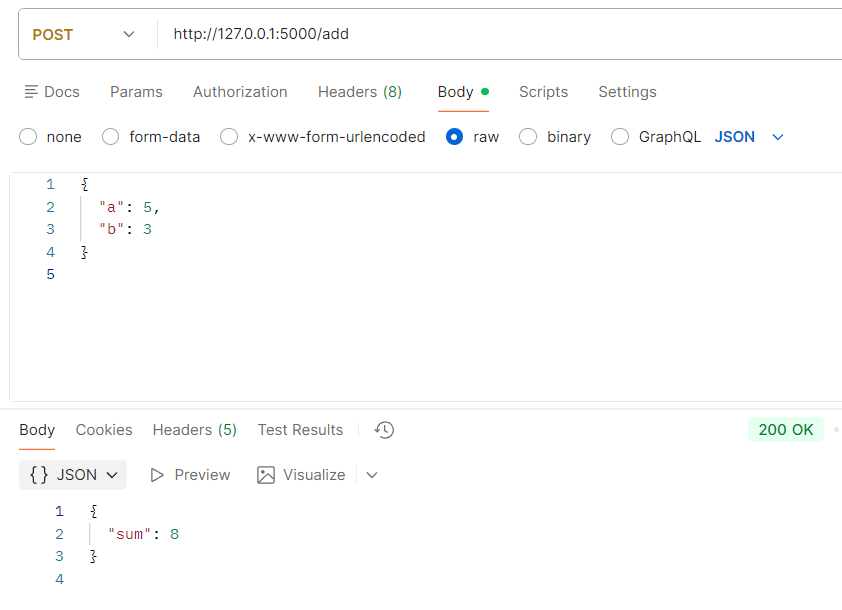 POST http://127.0.0.1:5000/add
Docs Params Authorization Headers (8) Body Scripts Settings
none form-data x-www-form-urlencoded raw binary GraphQL JSON
1 {
2 "a": 5,
3 "b": 3
4 }
5
Body Cookies Headers (5) Test Results 200 OK
{} JSON Preview Visualize
1 {
2 "sum": 8
3 }
4